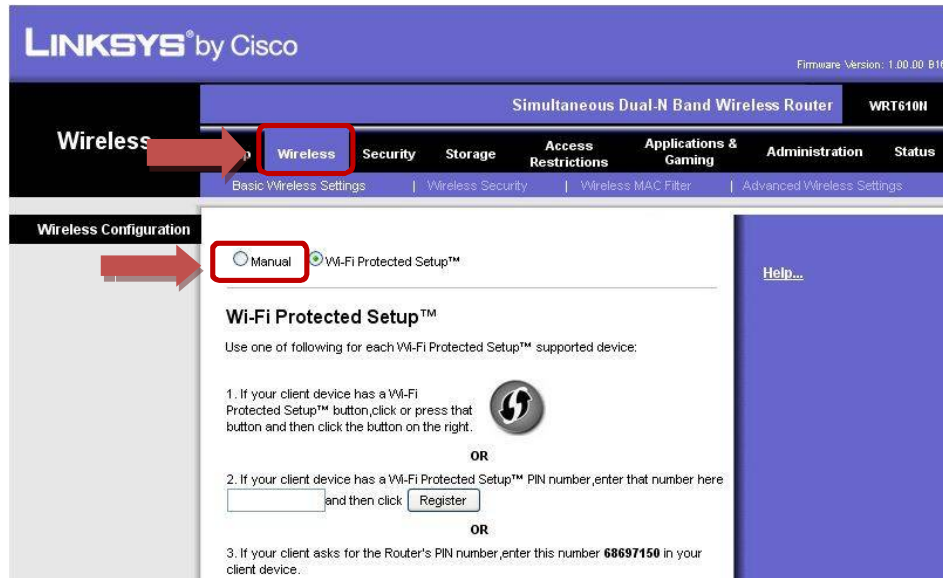 LINKSYS® by Cisco
Firmware Version: 1.00.00 B16
Simultaneous Dual-N Band Wireless Router WRT610N
Wireless
p Wireless Security Storage Access Restrictions Applications & Gaming Administration Status
Basic Wireless Settings | Wireless Security | Wireless MAC Filter | Advanced Wireless Settings
Wireless Configuration
Manual Wi-Fi Protected Setup™
Help...
Wi-Fi Protected Setup™
Use one of following for each Wi-Fi Protected Setup™ supported device:
1. If your client device has a Wi-Fi
Protected Setup™ button,click or press that
button and then click the button on the right.
OR
2. If your client device has a Wi-Fi Protected Setup™ PIN number,enter that number here
and then click Register
OR
3. If your client asks for the Router's PIN number,enter this number 68697150 in your
client device.